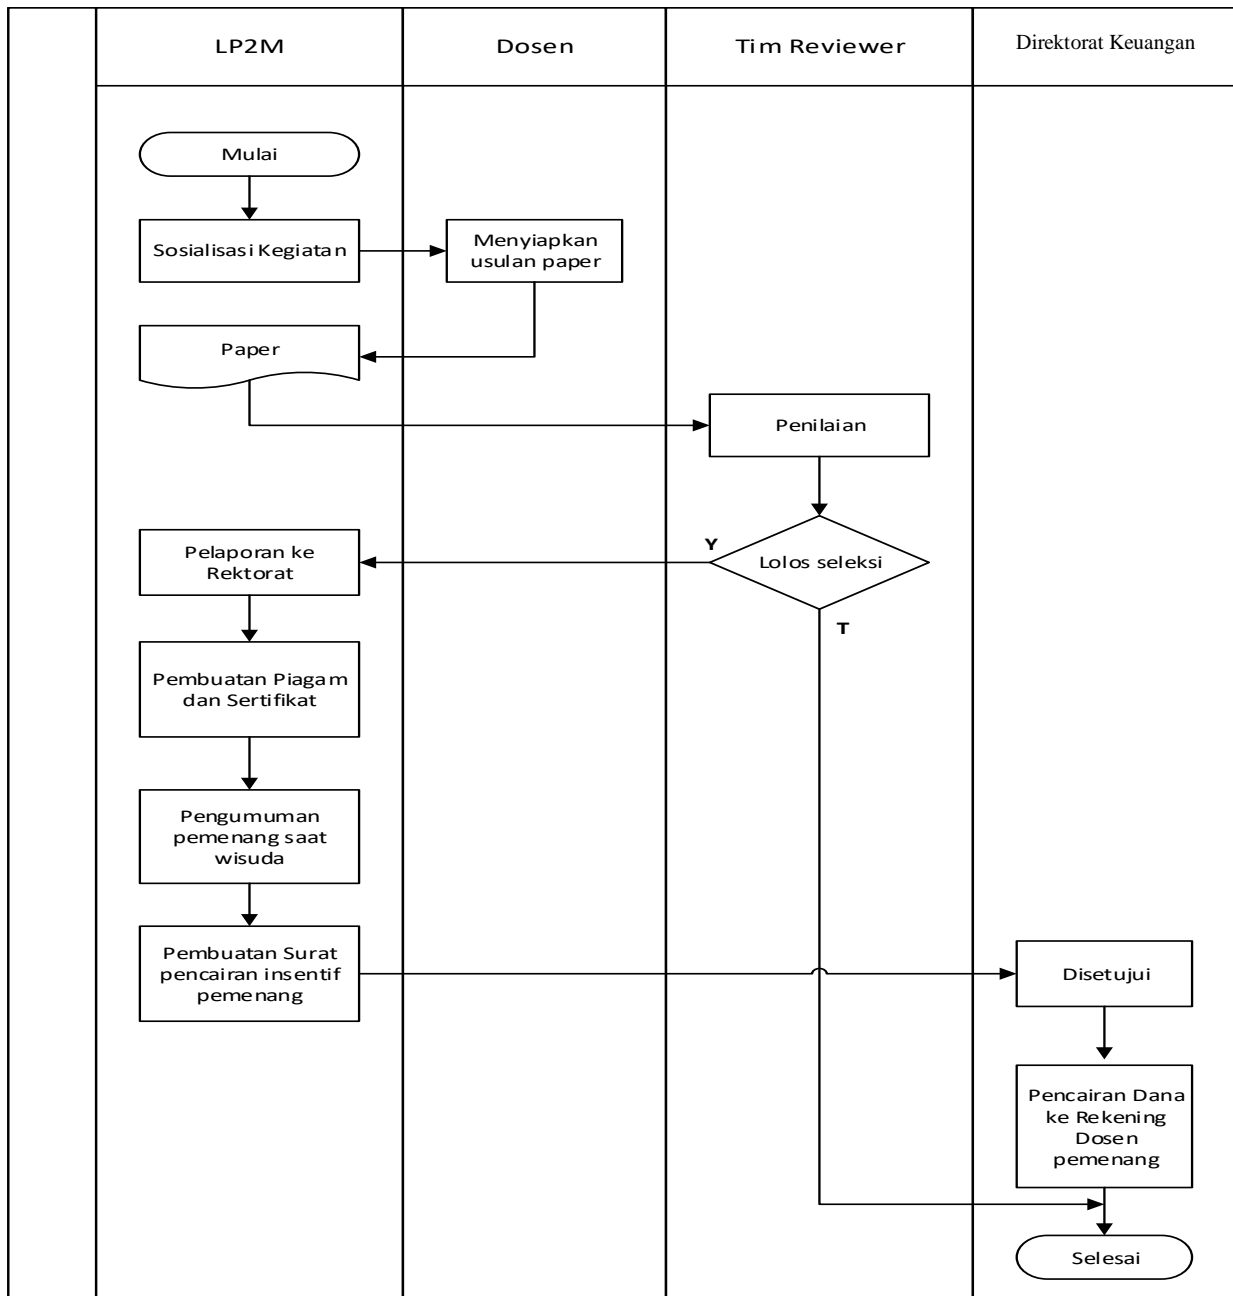 LP2M
Dosen
Tim Reviewer
Direktorat Keuangan
Mulai
Sosialisasi Kegiatan
Menyiapkan
usulan paper
Paper
Penilaian
Lolos seleksi
Y
T
Pelaporan ke
Rektorat
Pembuatan Piagam
dan Sertifikat
Pengumuman
pemenang saat
wisuda
Pembuatan Surat
pencairan insentif
pemenang
Disetujui
Pencairan Dana
ke Rekening
Dosen
pemenang
Selesai